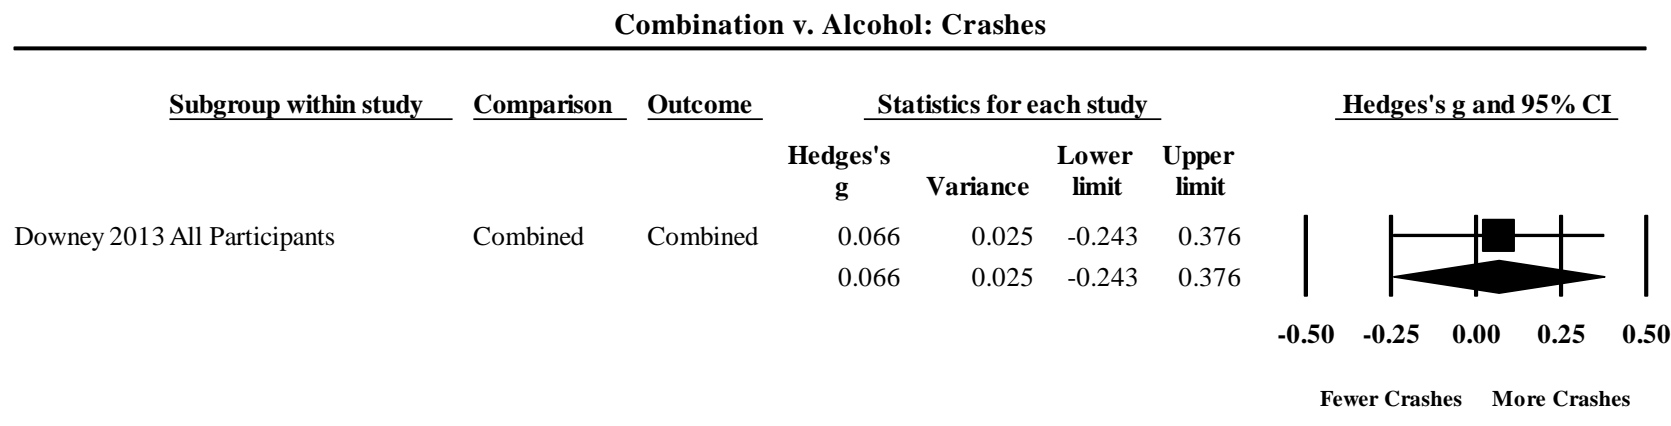 Combination v. Alcohol: Crashes
Subgroup within study Comparison Outcome Statistics for each study Hedges's g and 95% CI
Hedges's Lower Upper
g Variance limit limit
Downey 2013 All Participants Combined Combined 0.066 0.025 -0.243 0.376
0.066 0.025 -0.243 0.376
-0.50 -0.25 0.00 0.25 0.50
Fewer Crashes More Crashes